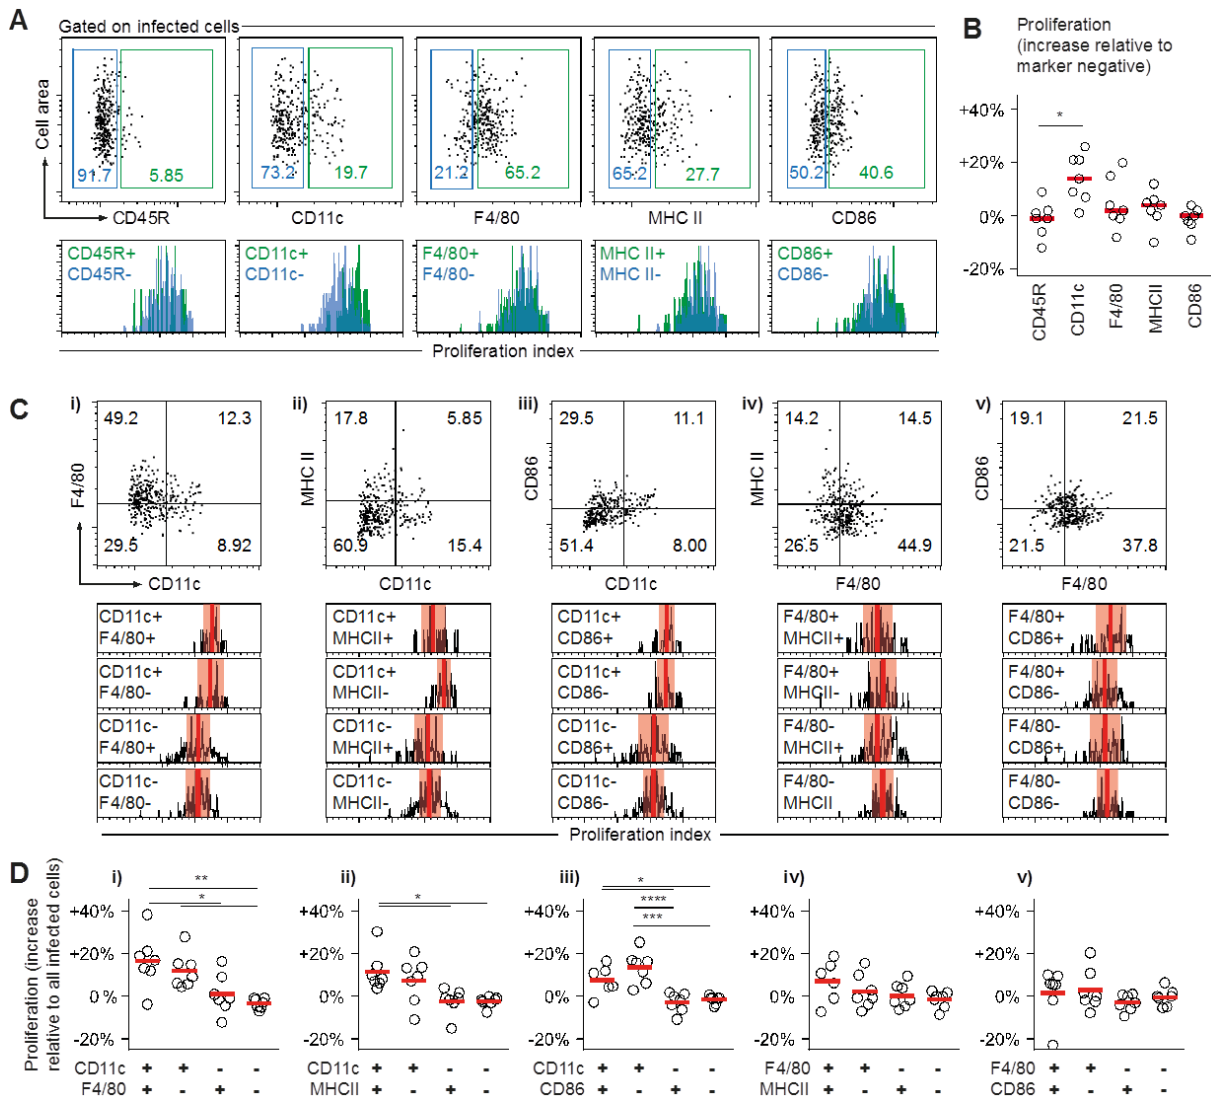 A
Gated on infected cells
Cell area
91.7 5.85
73.2 19.7
21.2 65.2
65.2 27.7
50.2 40.6
CD45R CD11c F4/80 MHC II CD86
CD45R+ CD11c+ F4/80+ MHC II+ CD86+
CD45R- CD11c- F4/80- MHC II- CD86-
Proliferation index
B
Proliferation
(increase relative to
marker negative)
*
+40%
+20%
0%
-20%
CD45R
CD11c
F4/80
MHCII
CD86
C
i) ii) iii) iv) v)
49.2 12.3
F4/80
29.5 8.92
CD11c
17.8 5.85
MHC II
60.9 15.4
CD11c
29.5 11.1
CD86
51.4 8.00
CD11c
14.2 14.5
MHC II
26.5 44.9
F4/80
19.1 21.5
CD86
21.5 37.8
F4/80
CD11c+ CD11c+ CD11c+ F4/80+ F4/80+
F4/80+ MHCII+ CD86+ MHCII+ CD86+
CD11c+ CD11c+ CD11c+ F4/80+ F4/80+
F4/80- MHCII- CD86- MHCII- CD86-
CD11c- CD11c- CD11c- F4/80- F4/80-
F4/80+ MHCII+ CD86+ MHCII+ CD86+
CD11c- CD11c- CD11c- F4/80- F4/80-
F4/80- MHCII- CD86- MHCII CD86-
Proliferation index
D
Proliferation (increase
relative to all infected cells)
i) ii) iii) iv) v)
**
*
*
*
****
***
+40% +40% +40% +40% +40%
+20% +20% +20% +20% +20%
0 % 0 % 0 % 0 % 0%
-20% -20% -20% -20% -20%
CD11c + + - - CD11c + + - - CD11c + + - - F4/80 + + - - F4/80 + + - -
F4/80 + - + - MHCII + - + - CD86 + - + - MHCII + - + - CD86 + - + -